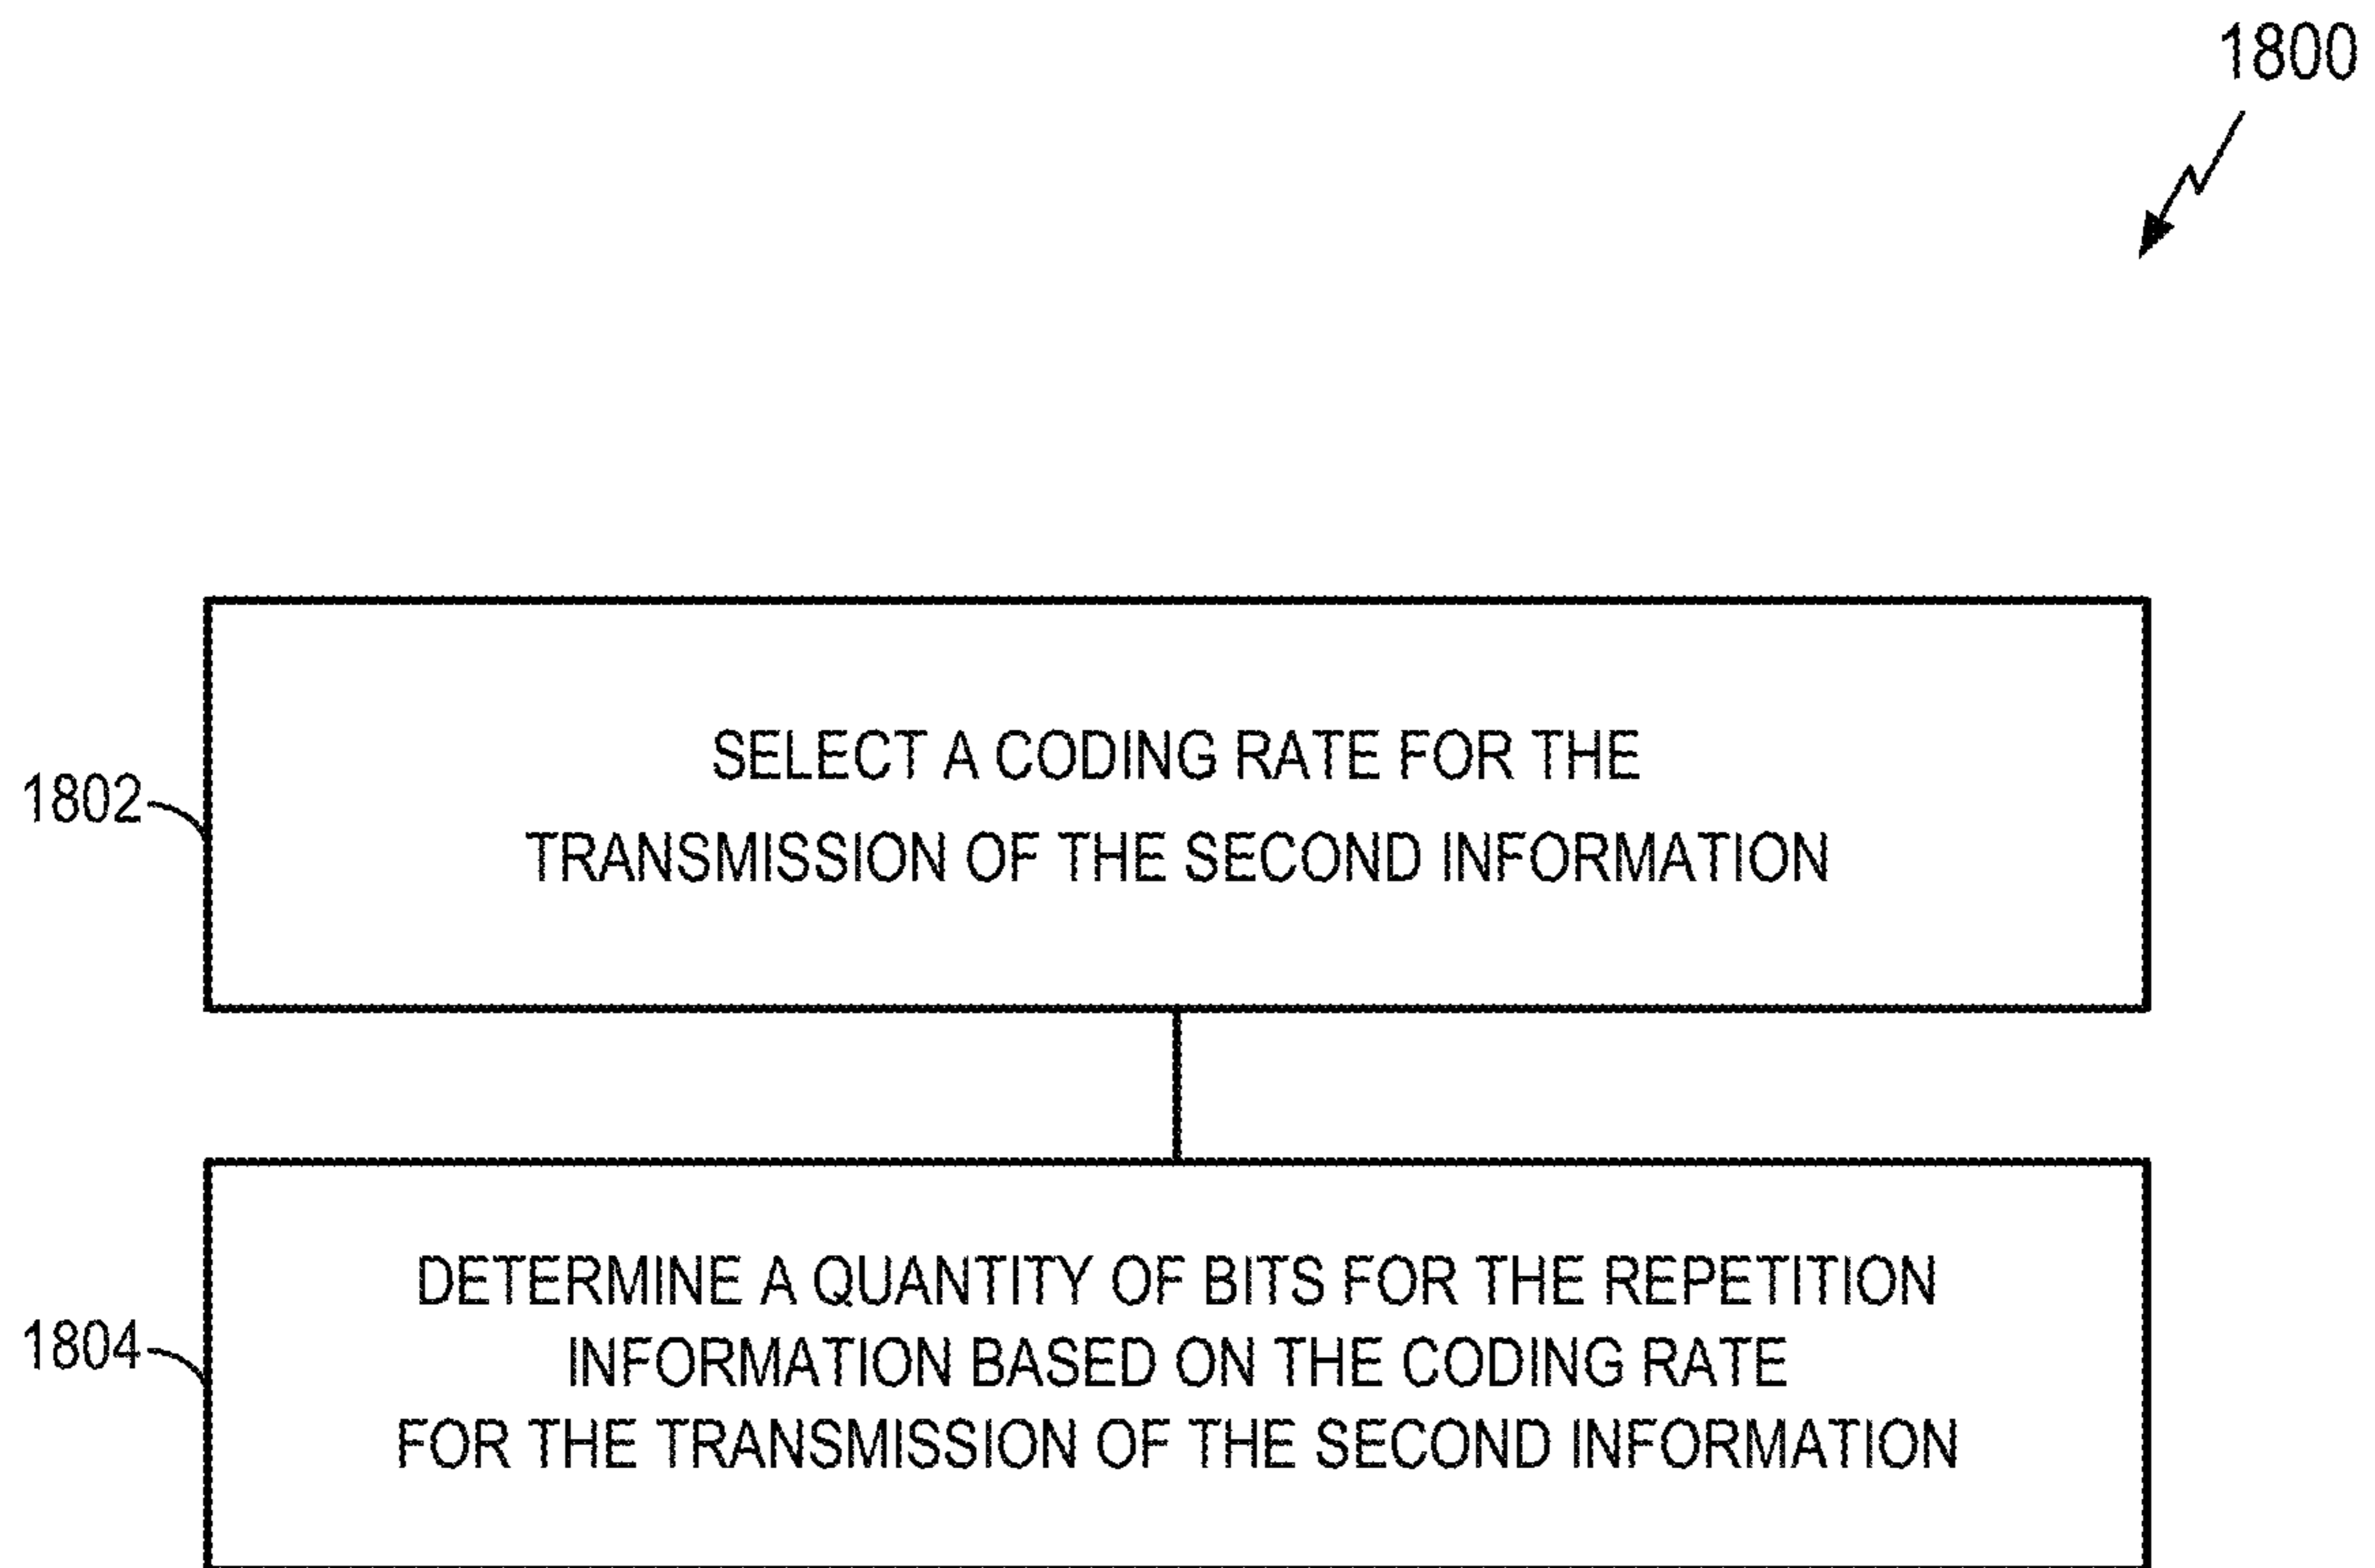 1800
1802
SELECT A CODING RATE FOR THE
TRANSMISSION OF THE SECOND INFORMATION
1804
DETERMINE A QUANTITY OF BITS FOR THE REPETITION
INFORMATION BASED ON THE CODING RATE
FOR THE TRANSMISSION OF THE SECOND INFORMATION